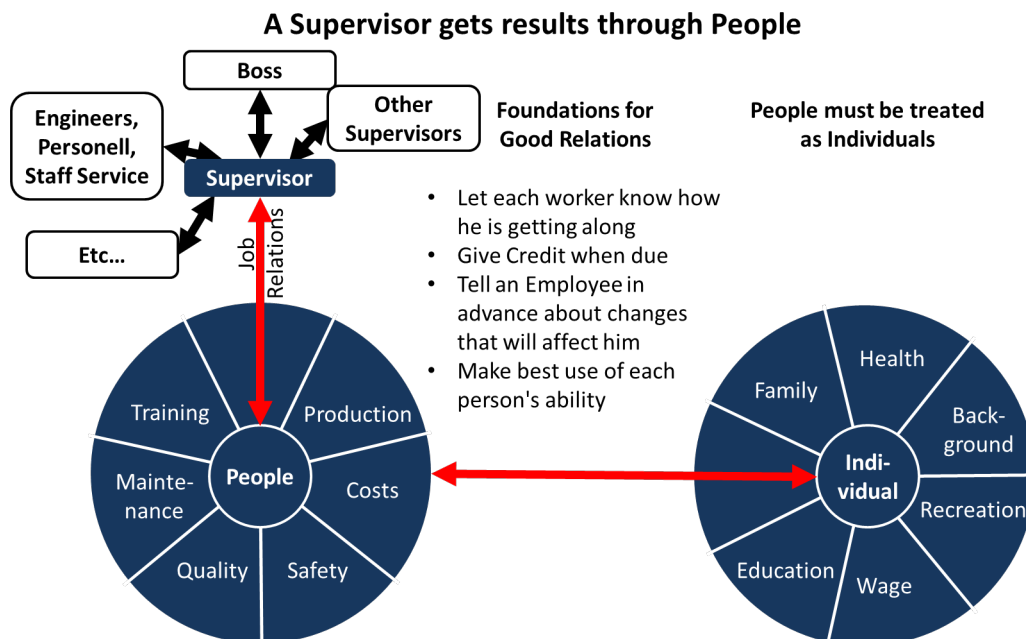 A Supervisor gets results through People
Boss
Other
Supervisors
Engineers,
Personell,
Staff Service
Supervisor
Etc...
Job
Relations
Foundations for
Good Relations
• Let each worker know how
he is getting along
• Give Credit when due
• Tell an Employee in
advance about changes
that will affect him
• Make best use of each
person's ability
People must be treated
as Individuals
Training
Production
Mainte-
nance
People
Costs
Quality
Safety
Family
Health
Back-
ground
Indi-
vidual
Recreation
Education
Wage